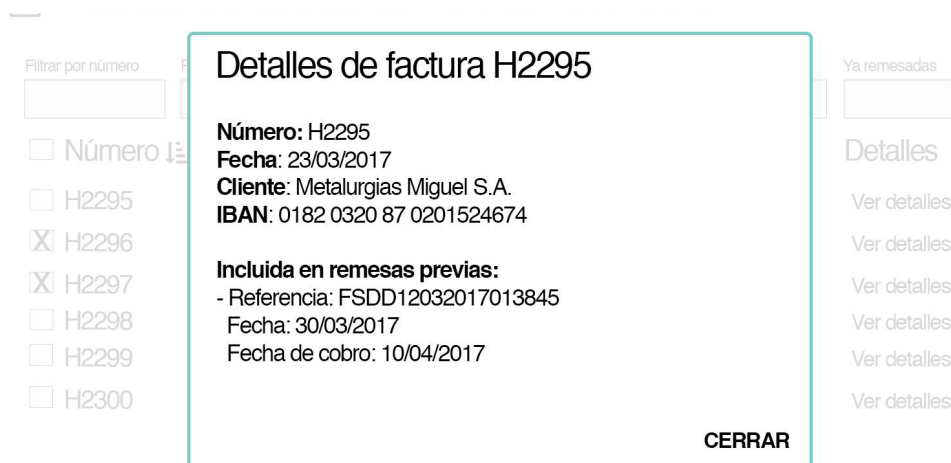 Detalles de factura H2295
Número: H2295
Fecha: 23/03/2017
Cliente: Metalurgias Miguel S.A.
IBAN: 0182 0320 87 0201524674
Incluida en remesas previas:
- Referencia: FSDD12032017013845
Fecha: 30/03/2017
Fecha de cobro: 10/04/2017
CERRAR
Filtrar por número
Ya remesadas
Número
Detalles
H2295 Ver detalles
X H2296 Ver detalles
X H2297 Ver detalles
H2298 Ver detalles
H2299 Ver detalles
H2300 Ver detalles